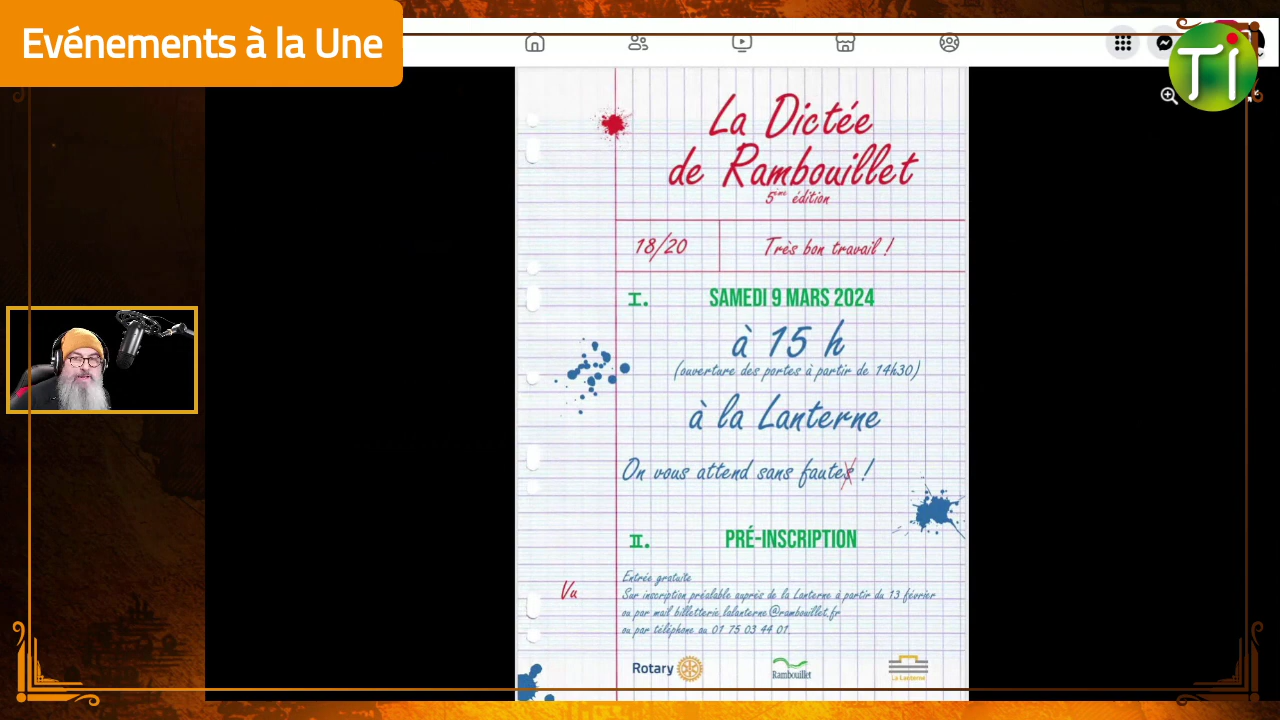 Evénements à la Une
Ti
La Dictée
de Rambouillet
5ème édition
18/20
Très bon travail !
I.
SAMEDI 9 MARS 2024
à 15 h
(ouverture des portes à partir de 14h30)
à la Lanterne
On vous attend sans fautes !
II.
PRÉ-INSCRIPTION
Vu
Entrée gratuite
Sur inscription préalable auprès de la Lanterne à partir du 13 février
ou par mail billetterie.lalanterne@rambouillet.fr
ou par téléphone au 01 75 03 44 01.
Rotary
Rambouillet
La Lanterne